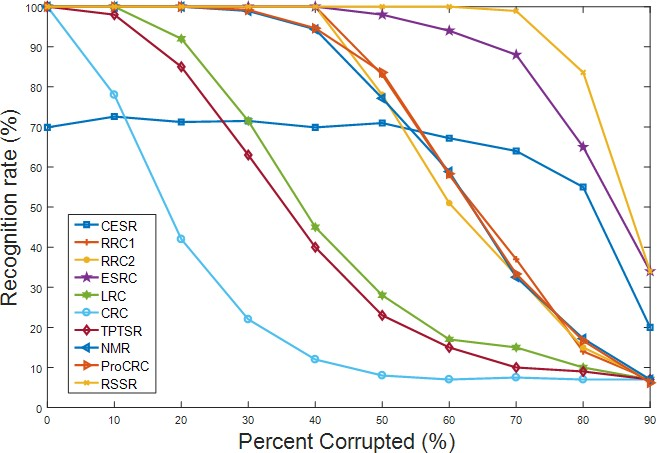 100
90
80
70
60
50
40
30
20
10
0
Recognition rate (%)
CESR
RRC1
RRC2
ESRC
LRC
CRC
TPTSR
NMR
ProCRC
RSSR
0 10 20 30 40 50 60 70 80 90
Percent Corrupted (%)